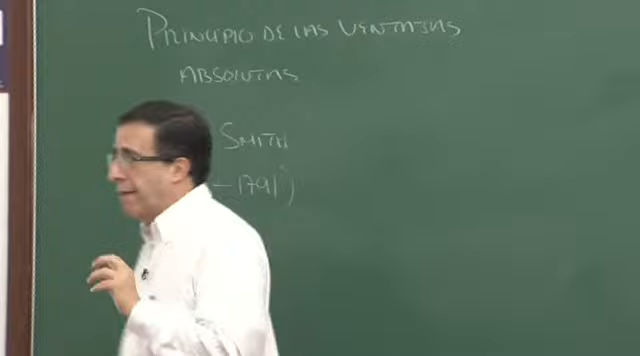 PRINCIPIO DE LAS VENTAJAS
ABSOLUTAS
SMITH
- 1791)